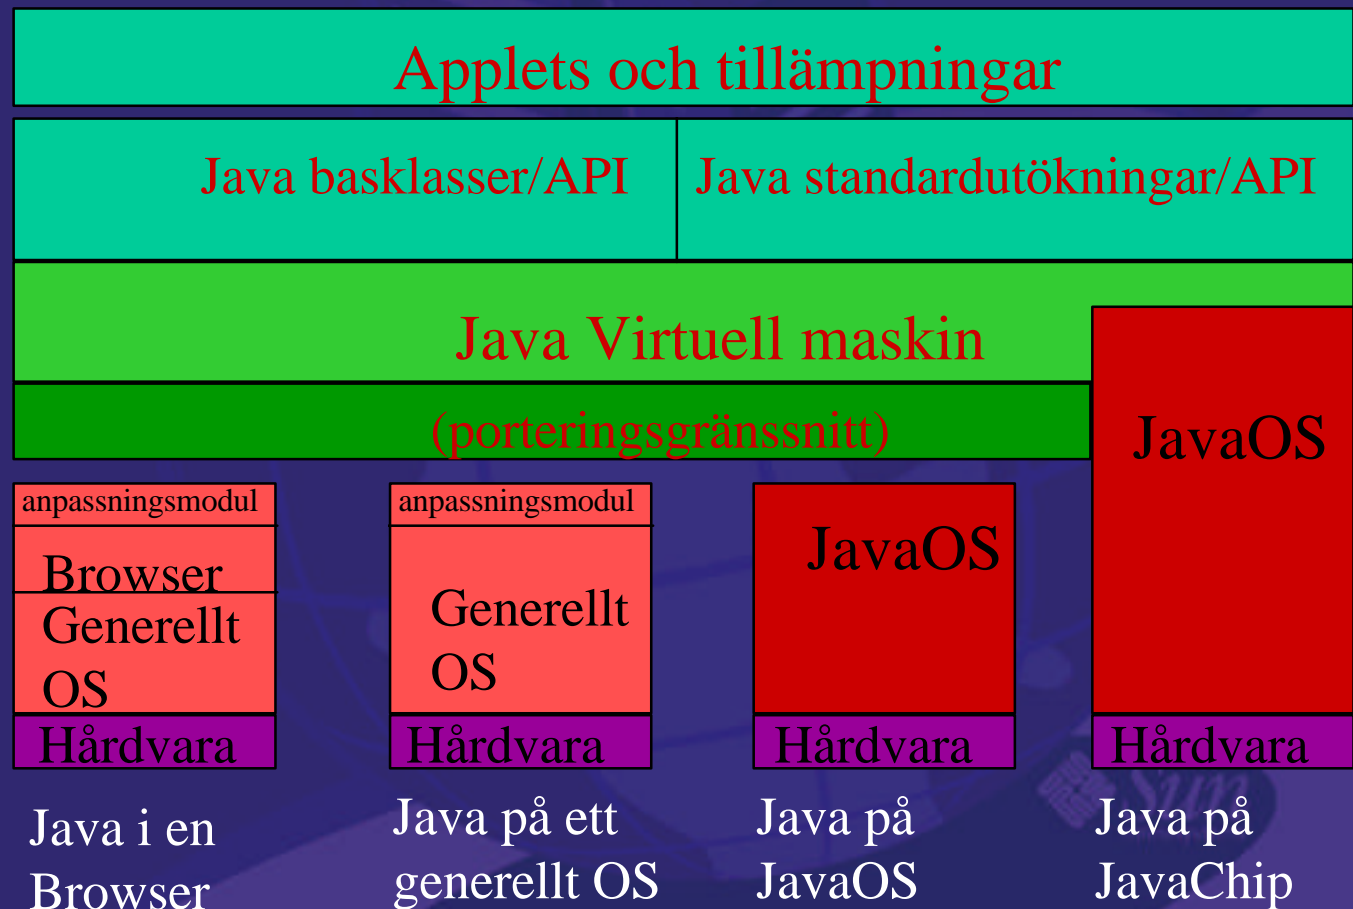 Applets och tillämpningar
Java basklasser/API
Java standardutökningar/API
Java Virtuell maskin
(porteringsgränssnitt)
JavaOS
anpassningsmodul
Browser
Generellt
OS
Hårdvara
anpassningsmodul
Generellt
OS
Hårdvara
JavaOS
Hårdvara
Hårdvara
Sun
Java i en
Browser
Java på ett
generellt OS
Java på
JavaOS
Java på
JavaChip